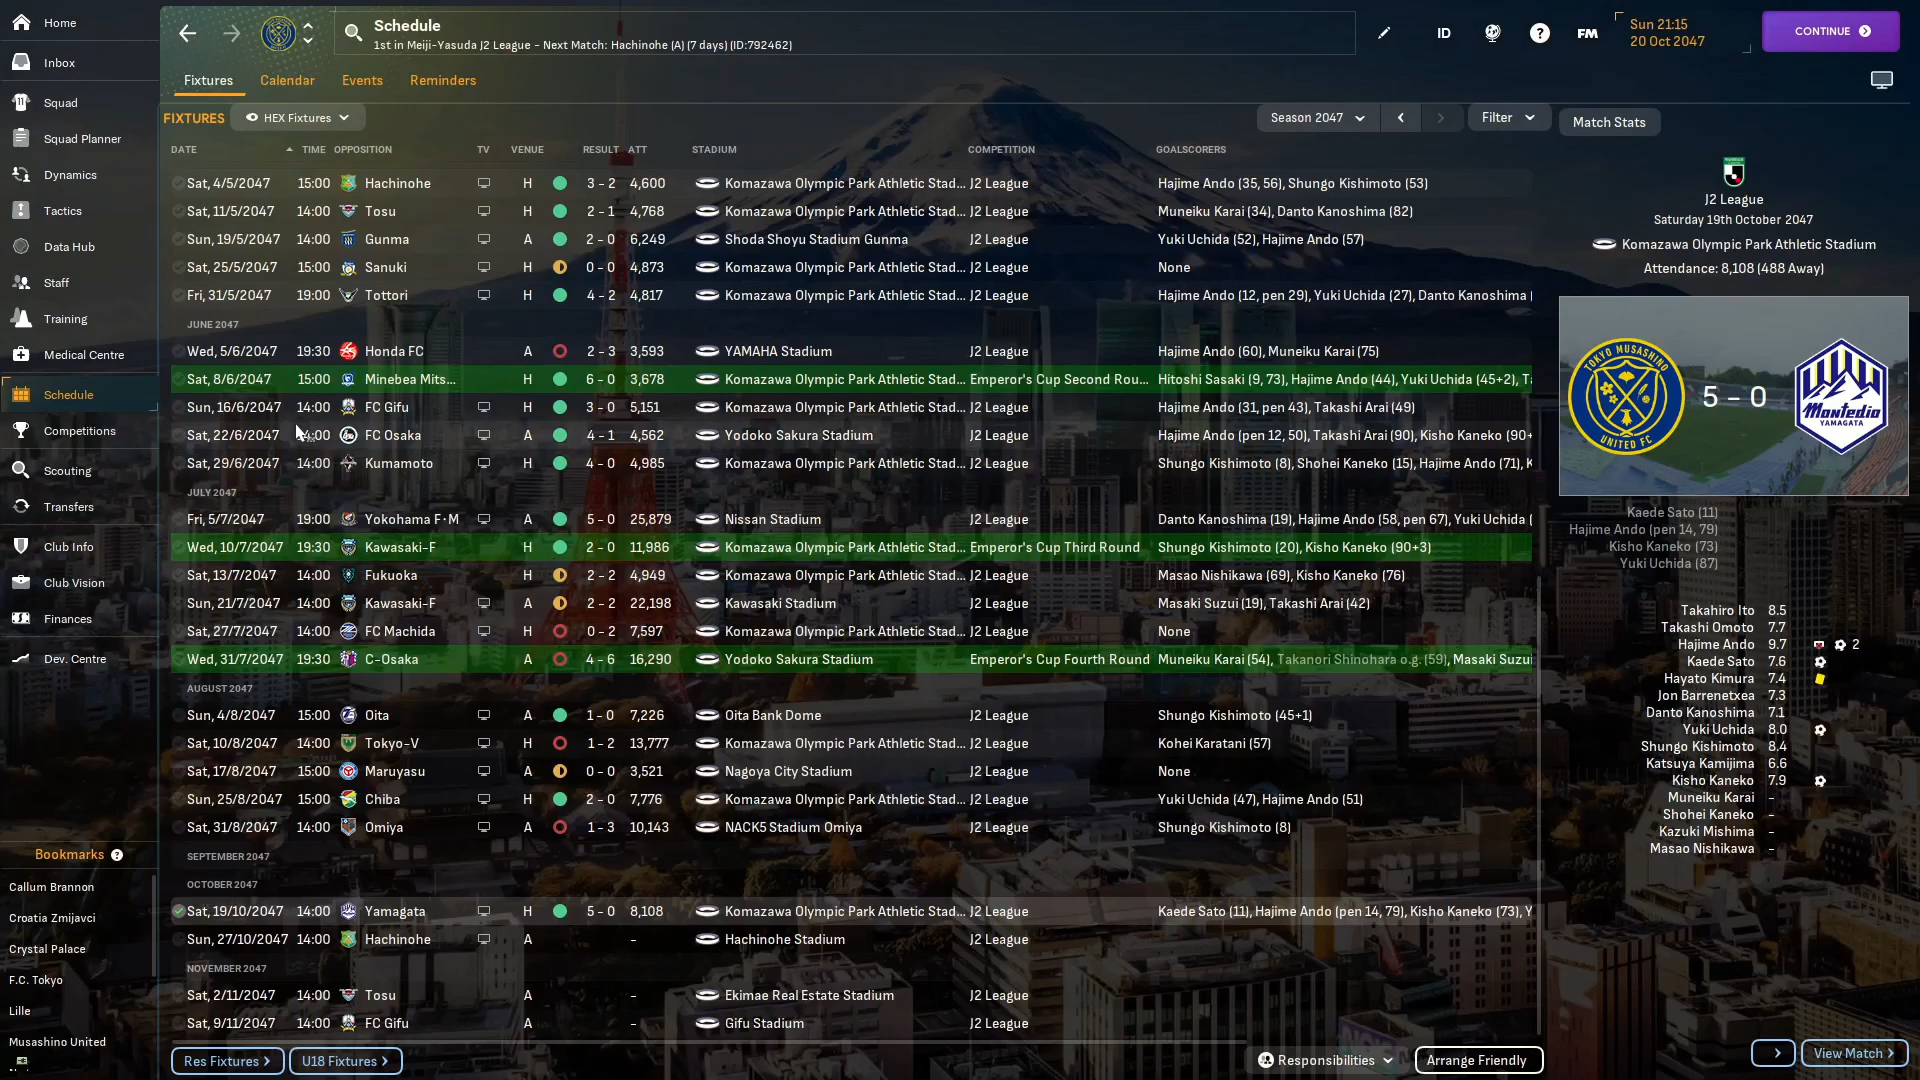 Home
Inbox
Squad
Squad Planner
Dynamics
Tactics
Data Hub
Staff
Training
Medical Centre
Schedule
Competitions
Scouting
Transfers
Club Info
Club Vision
Finances
Dev. Centre
Bookmarks ?
Callum Brannon
Croatia Zmijavci
Crystal Palace
F.C. Tokyo
Lille
Musashino United
Schedule
1st in Meiji-Yasuda J2 League - Next Match: Hachinohe (A) (7 days) (ID:792462)
ID
?
FM
Sun 21:15
20 Oct 2047
CONTINUE
Fixtures Calendar Events Reminders
FIXTURES HEX Fixtures Season 2047 Filter Match Stats
DATE TIME OPPOSITION TV VENUE RESULT ATT STADIUM COMPETITION GOALSCORERS
Sat, 4/5/2047 15:00 Hachinohe H 3 - 2 4,600 Komazawa Olympic Park Athletic Stad... J2 League Hajime Ando (35, 56), Shungo Kishimoto (53)
Sat, 11/5/2047 14:00 Tosu H 2 - 1 4,768 Komazawa Olympic Park Athletic Stad... J2 League Muneiku Karai (34), Danto Kanoshima (82)
Sun, 19/5/2047 14:00 Gunma A 2 - 0 6,249 Shoda Shoyu Stadium Gunma J2 League Yuki Uchida (52), Hajime Ando (57)
Sat, 25/5/2047 15:00 Sanuki H 0 - 0 4,873 Komazawa Olympic Park Athletic Stad... J2 League None
Fri, 31/5/2047 19:00 Tottori H 4 - 2 4,817 Komazawa Olympic Park Athletic Stad... J2 League Hajime Ando (12, pen 29), Yuki Uchida (27), Danto Kanoshima (
JUNE 2047
Wed, 5/6/2047 19:30 Honda FC A 2 - 3 3,593 YAMAHA Stadium J2 League Hajime Ando (60), Muneiku Karai (75)
Sat, 8/6/2047 15:00 Minebea Mits... H 6 - 0 3,678 Komazawa Olympic Park Athletic Stad... Emperor's Cup Second Rou... Hitoshi Sasaki (9, 73), Hajime Ando (44), Yuki Uchida (45+2), Ta
Sun, 16/6/2047 14:00 FC Gifu H 3 - 0 5,151 Komazawa Olympic Park Athletic Stad... J2 League Hajime Ando (31, pen 43), Takashi Arai (49)
Sat, 22/6/2047 14:00 FC Osaka A 4 - 1 4,562 Yodoko Sakura Stadium J2 League Hajime Ando (pen 12, 50), Takashi Arai (90), Kisho Kaneko (90+
Sat, 29/6/2047 14:00 Kumamoto H 4 - 0 4,985 Komazawa Olympic Park Athletic Stad... J2 League Shungo Kishimoto (8), Shohei Kaneko (15), Hajime Ando (71), K
JULY 2047
Fri, 5/7/2047 19:00 Yokohama F·M A 5 - 0 25,879 Nissan Stadium J2 League Danto Kanoshima (19), Hajime Ando (58, pen 67), Yuki Uchida (
Wed, 10/7/2047 19:30 Kawasaki-F H 2 - 0 11,986 Komazawa Olympic Park Athletic Stad... Emperor's Cup Third Round Shungo Kishimoto (20), Kisho Kaneko (90+3)
Sat, 13/7/2047 14:00 Fukuoka H 2 - 2 4,949 Komazawa Olympic Park Athletic Stad... J2 League Masao Nishikawa (69), Kisho Kaneko (76)
Sun, 21/7/2047 14:00 Kawasaki-F A 2 - 2 22,198 Kawasaki Stadium J2 League Masaki Suzui (19), Takashi Arai (42)
Sat, 27/7/2047 14:00 FC Machida H 0 - 2 7,597 Komazawa Olympic Park Athletic Stad... J2 League None
Wed, 31/7/2047 19:30 C-Osaka A 4 - 6 16,290 Yodoko Sakura Stadium Emperor's Cup Fourth Round Muneiku Karai (54), Takanori Shinohara o.g. (59), Masaki Suzui
AUGUST 2047
Sun, 4/8/2047 15:00 Oita A 1 - 0 7,226 Oita Bank Dome J2 League Shungo Kishimoto (45+1)
Sat, 10/8/2047 14:00 Tokyo-V H 1 - 2 13,777 Komazawa Olympic Park Athletic Stad... J2 League Kohei Karatani (57)
Sat, 17/8/2047 15:00 Maruyasu A 0 - 0 3,521 Nagoya City Stadium J2 League None
Sun, 25/8/2047 15:00 Chiba H 2 - 0 7,776 Komazawa Olympic Park Athletic Stad... J2 League Yuki Uchida (47), Hajime Ando (51)
Sat, 31/8/2047 14:00 Omiya A 1 - 3 10,143 NACK5 Stadium Omiya J2 League Shungo Kishimoto (8)
SEPTEMBER 2047
OCTOBER 2047
Sat, 19/10/2047 14:00 Yamagata H 5 - 0 8,108 Komazawa Olympic Park Athletic Stad... J2 League Kaede Sato (11), Hajime Ando (pen 14, 79), Kisho Kaneko (73), Y
Sun, 27/10/2047 14:00 Hachinohe A - Hachinohe Stadium J2 League
NOVEMBER 2047
Sat, 2/11/2047 14:00 Tosu A - Ekimae Real Estate Stadium J2 League
Sat, 9/11/2047 14:00 FC Gifu A - Gifu Stadium J2 League
Res Fixtures U18 Fixtures Responsibilities Arrange Friendly
J2 League
Saturday 19th October 2047
Komazawa Olympic Park Athletic Stadium
Attendance: 8,108 (488 Away)
TOKYO MUSASHINO
UNITED FC
5 - 0
Montedio
YAMAGATA
Kaede Sato (11)
Hajime Ando (pen 14, 79)
Kisho Kaneko (73)
Yuki Uchida (87)
Takahiro Ito 8.5
Takashi Omoto 7.7
Hajime Ando 9.7 2
Kaede Sato 7.6
Hayato Kimura 7.4
Jon Barrenetxea 7.3
Danto Kanoshima 7.1
Yuki Uchida 8.0
Shungo Kishimoto 8.4
Katsuya Kamijima 6.6
Kisho Kaneko 7.9
Muneiku Karai -
Shohei Kaneko -
Kazuki Mishima -
Masao Nishikawa -
View Match